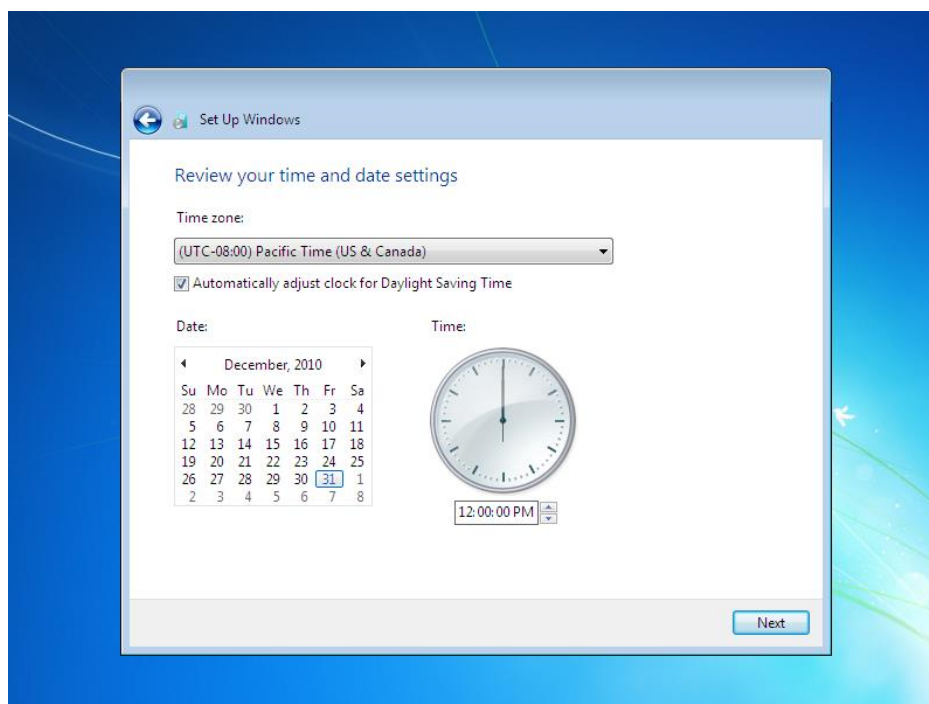 Set Up Windows
Review your time and date settings
Time zone:
(UTC-08:00) Pacific Time (US & Canada)
Automatically adjust clock for Daylight Saving Time
Date:
Time:
December, 2010
Su Mo Tu We Th Fr Sa
28 29 30 1 2 3 4
5 6 7 8 9 10 11
12 13 14 15 16 17 18
19 20 21 22 23 24 25
26 27 28 29 30 31 1
2 3 4 5 6 7 8
12:00:00 PM
Next